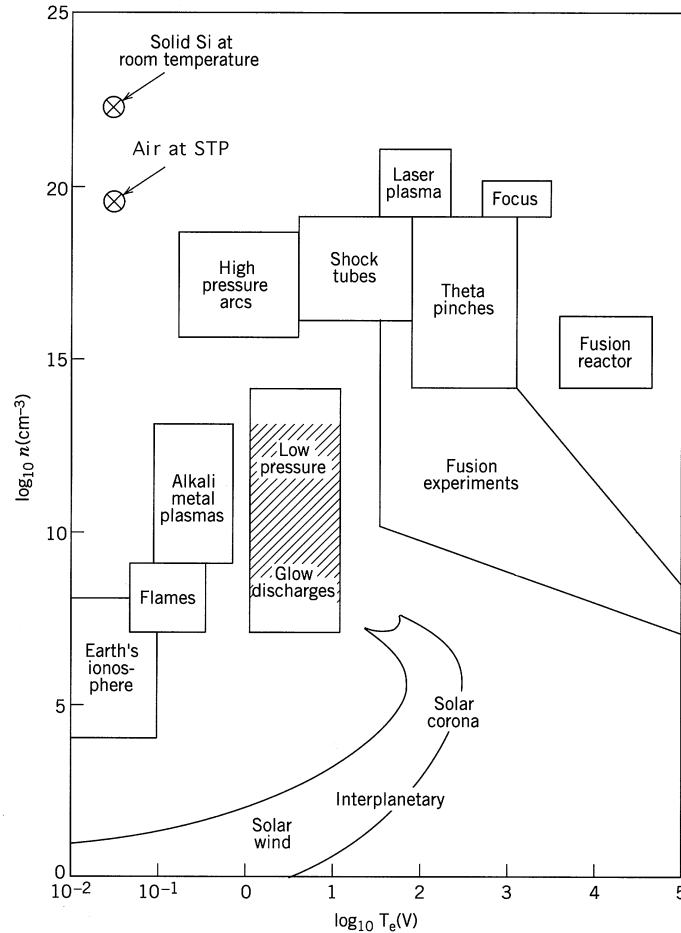 25
Solid Si at
room temperature
Air at STP
20
Laser
plasma
Focus
High
pressure
arcs
Shock
tubes
Theta
pinches
Fusion
reactor
15
log₁₀ n(cm⁻³)
Low
pressure
Fusion
experiments
Alkali
metal
plasmas
10
Glow
discharges
Flames
Earth's
ionos-
phere
5
Solar
corona
Interplanetary
Solar
wind
0
10⁻² 10⁻¹ 0 1 2 3 4 5
log₁₀ Tₑ(V)